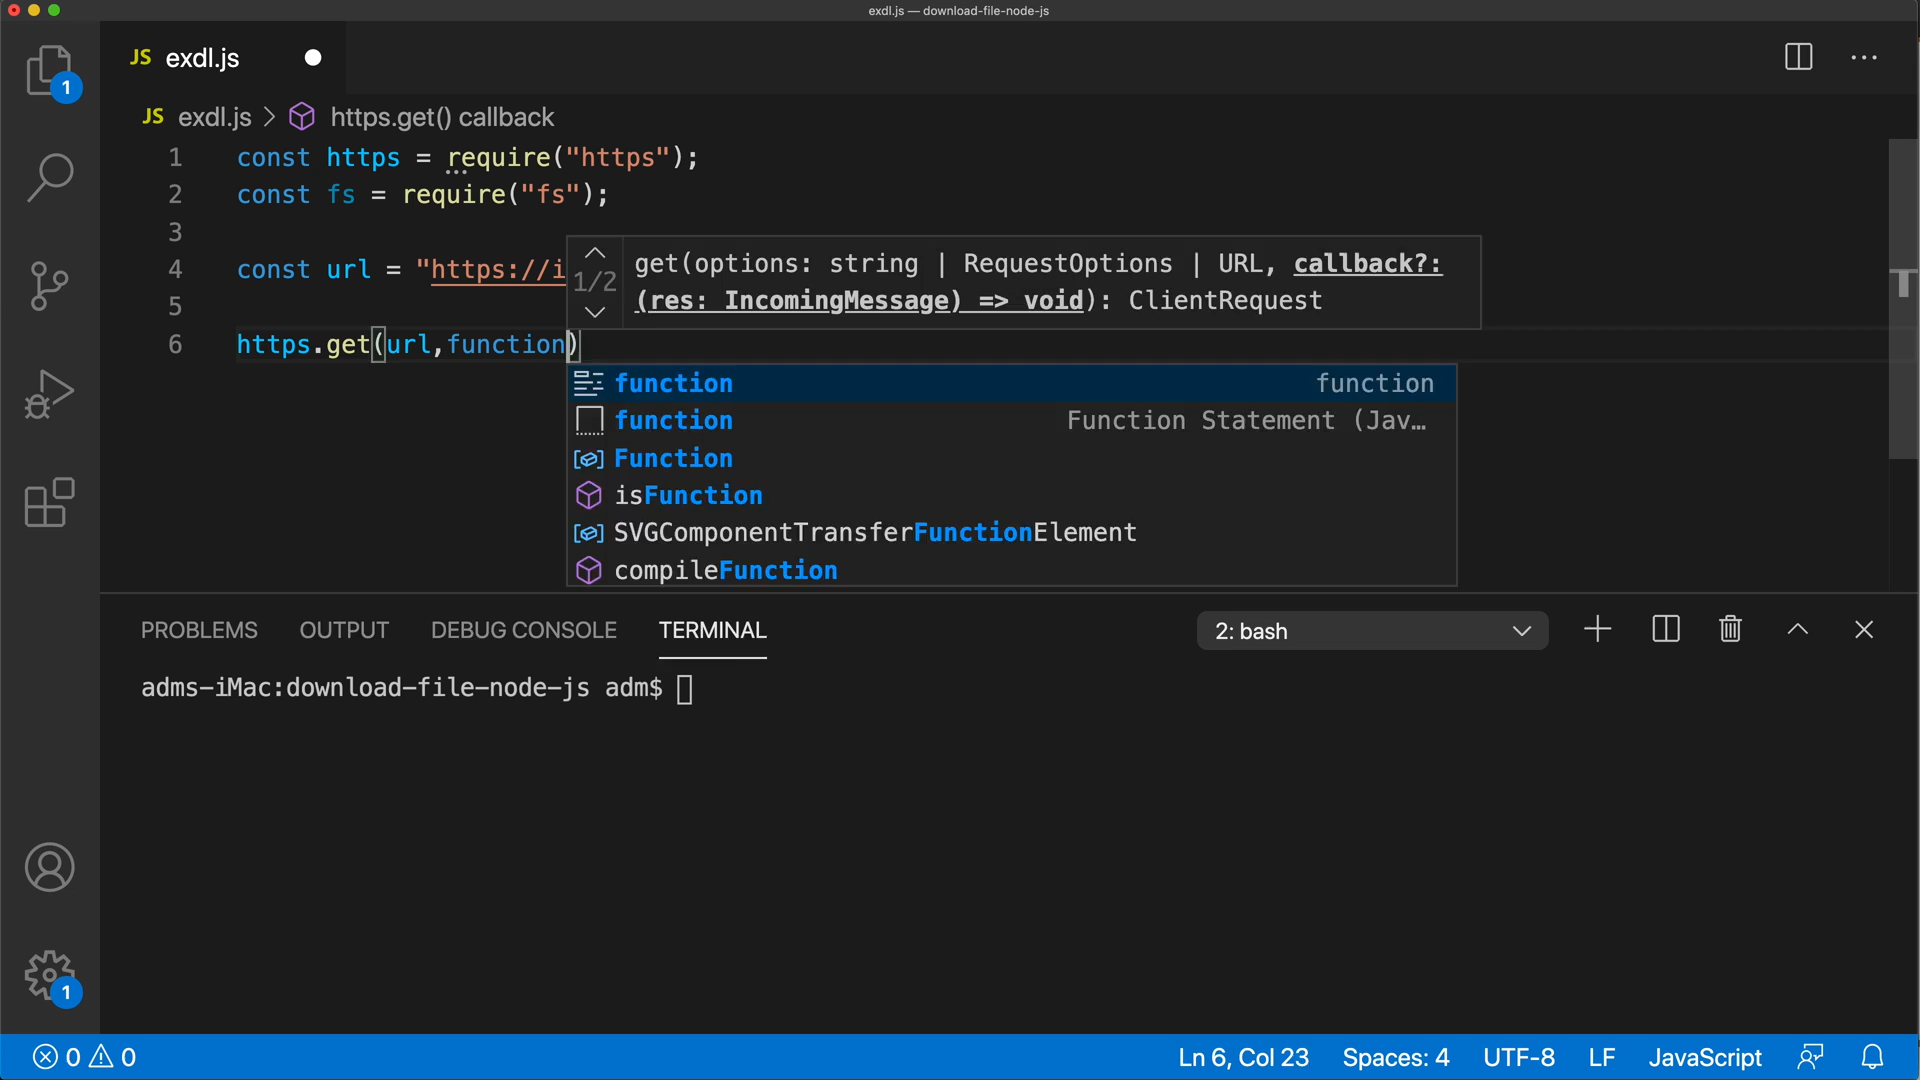 exdl.js — download-file-node-js
JS exdl.js
JS exdl.js > https.get() callback
1 const https = require("https");
2 const fs = require("fs");
3
4 const url = "https://i
5
6 https.get(url,function)
1/2
get(options: string | RequestOptions | URL, callback?:
(res: IncomingMessage) => void): ClientRequest
function function
function Function Statement (Jav…
Function
isFunction
SVGComponentTransferFunctionElement
compileFunction
1
PROBLEMS OUTPUT DEBUG CONSOLE TERMINAL 2: bash
adms-iMac:download-file-node-js adm$
1
0 0 Ln 6, Col 23 Spaces: 4 UTF-8 LF JavaScript